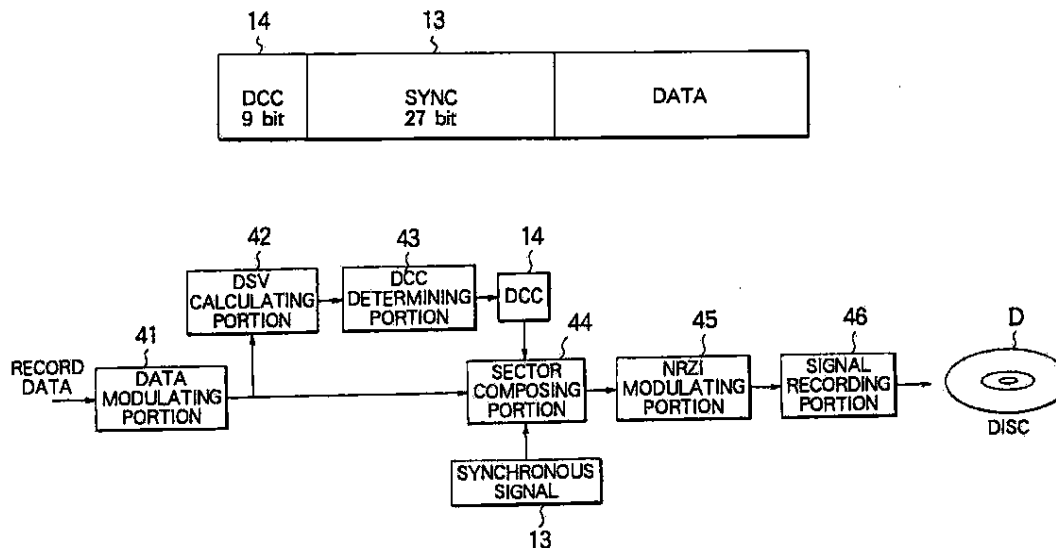 14
13
DCC
9 bit
SYNC
27 bit
DATA
42
43
14
DSV
CALCULATING
PORTION
DCC
DETERMINING
PORTION
DCC
44
45
46
D
41
RECORD
DATA
DATA
MODULATING
PORTION
SECTOR
COMPOSING
PORTION
NRZI
MODULATING
PORTION
SIGNAL
RECORDING
PORTION
DISC
SYNCHRONOUS
SIGNAL
13